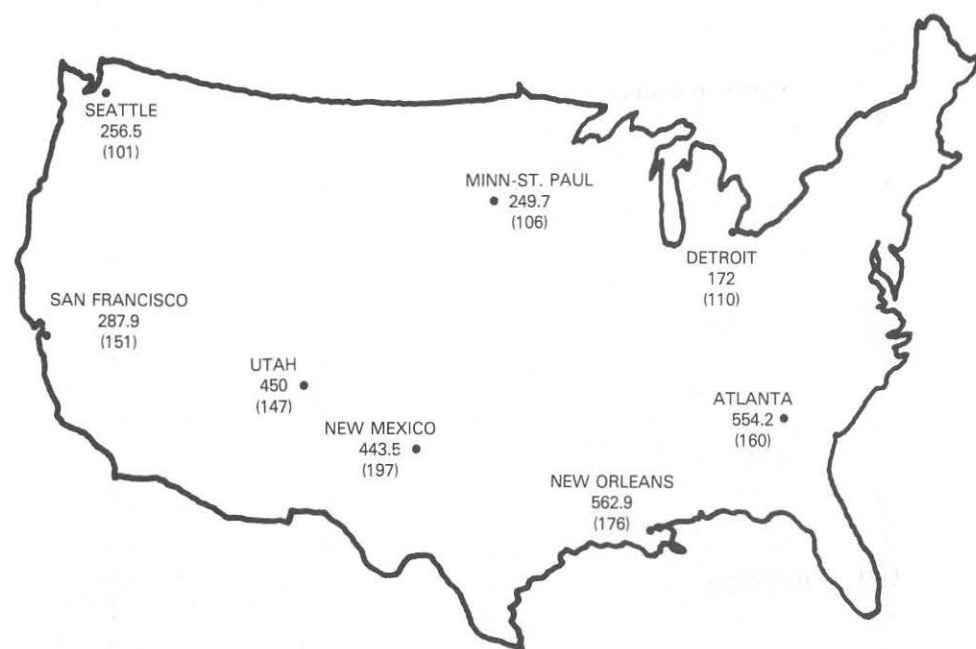 SEATTLE
256.5
(101)
MINN-ST. PAUL
249.7
(106)
DETROIT
172
(110)
SAN FRANCISCO
287.9
(151)
UTAH
450
(147)
NEW MEXICO
443.5
(197)
ATLANTA
554.2
(160)
NEW ORLEANS
562.9
(176)